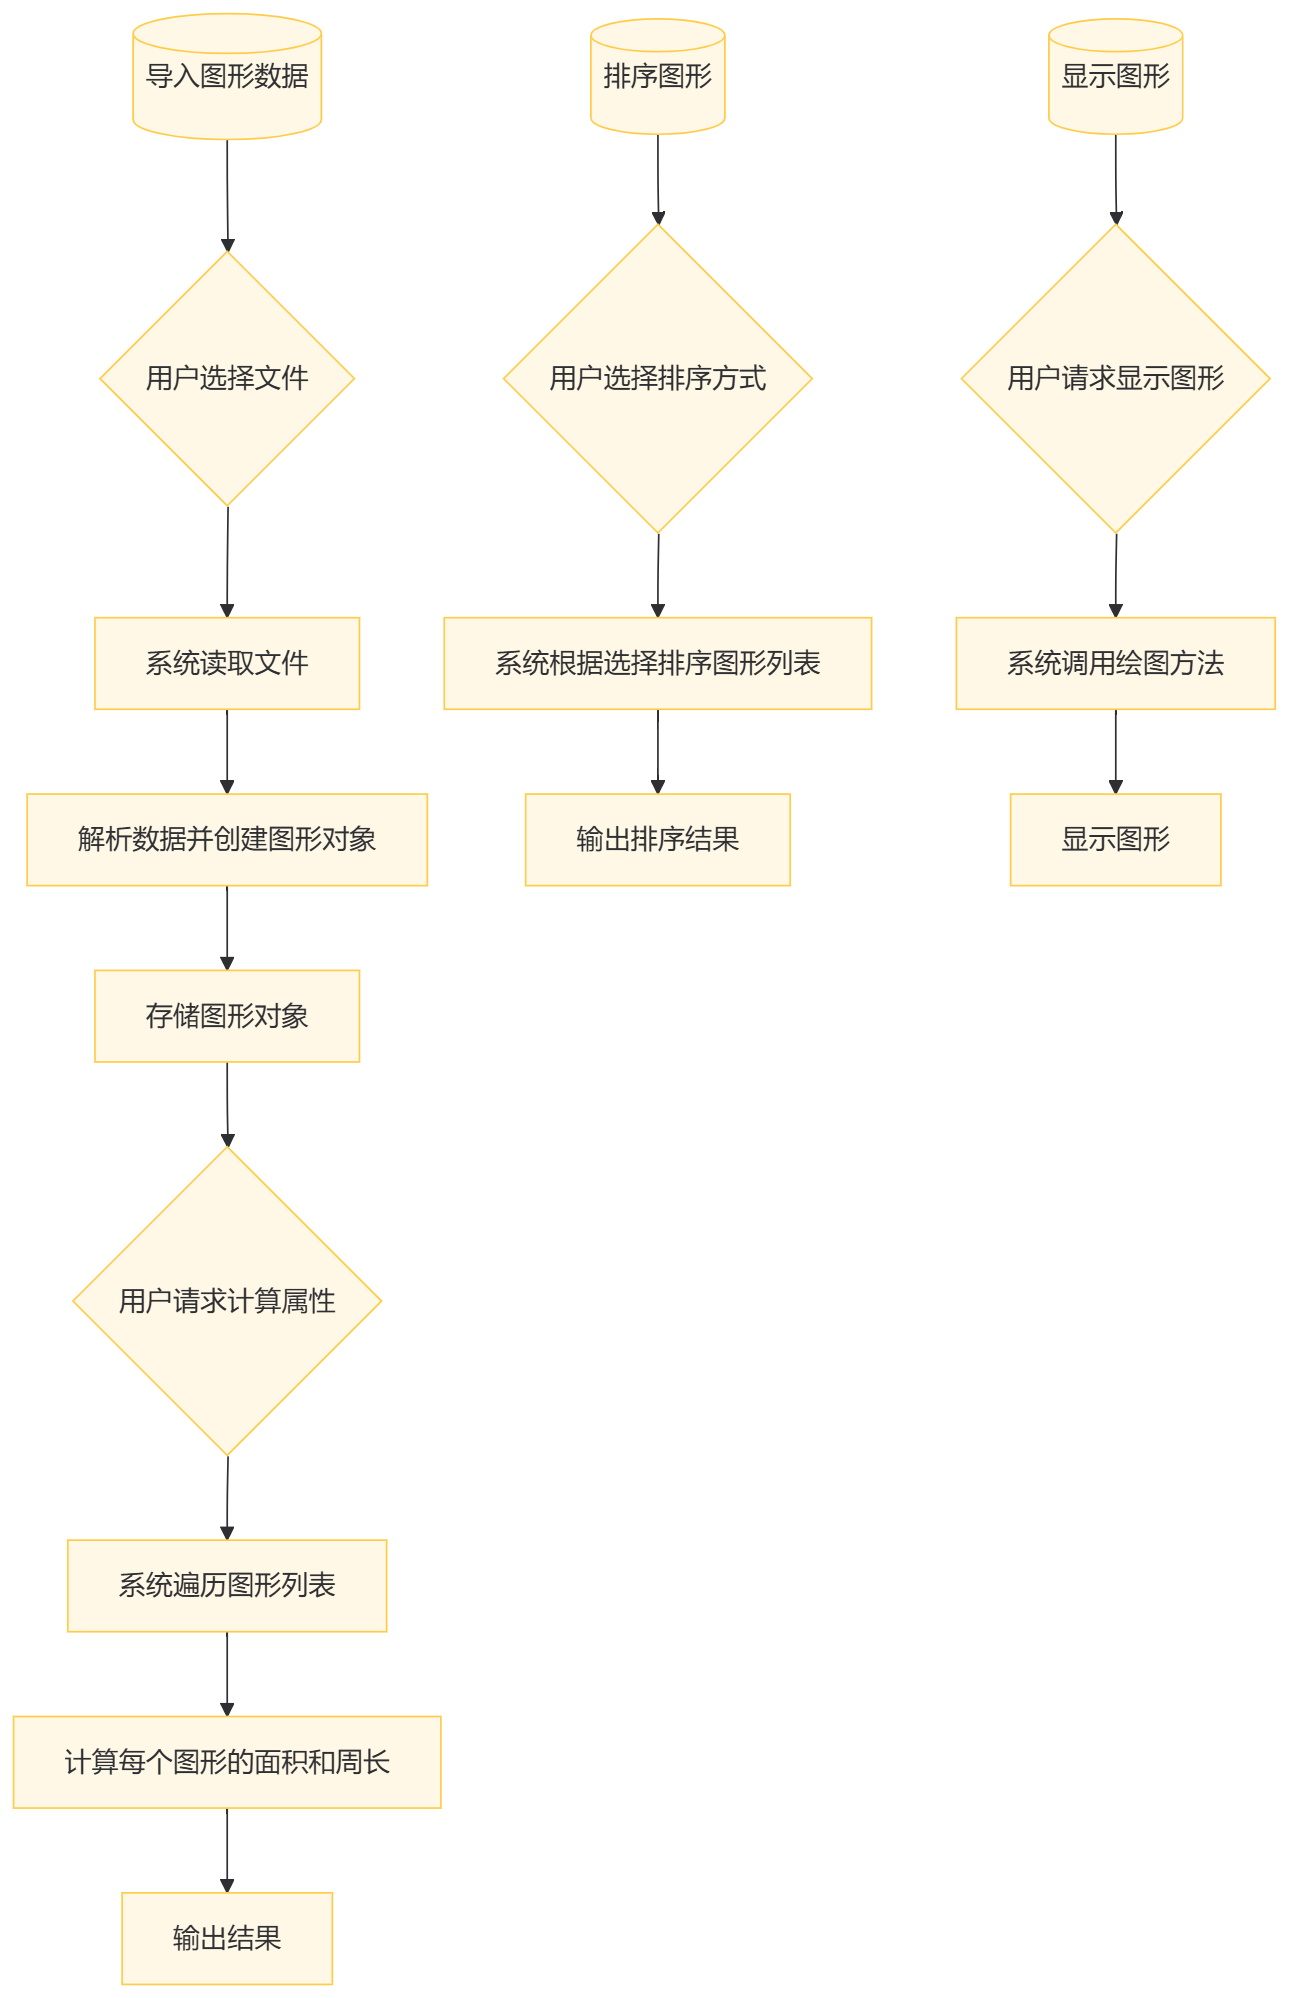 导入图形数据
用户选择文件
系统读取文件
解析数据并创建图形对象
存储图形对象
用户请求计算属性
系统遍历图形列表
计算每个图形的面积和周长
输出结果
排序图形
用户选择排序方式
系统根据选择排序图形列表
输出排序结果
显示图形
用户请求显示图形
系统调用绘图方法
显示图形